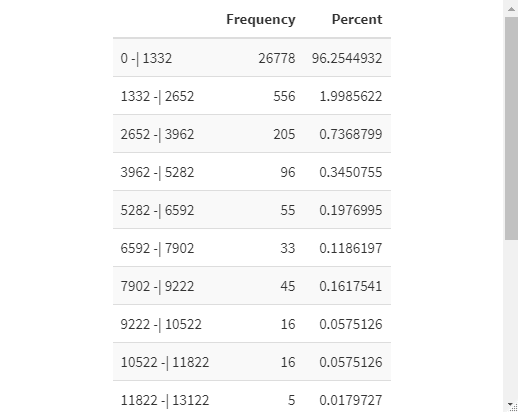 Frequency Percent
0 -| 1332 26778 96.2544932
1332 -| 2652 556 1.9985622
2652 -| 3962 205 0.7368799
3962 -| 5282 96 0.3450755
5282 -| 6592 55 0.1976995
6592 -| 7902 33 0.1186197
7902 -| 9222 45 0.1617541
9222 -| 10522 16 0.0575126
10522 -| 11822 16 0.0575126
11822 -| 13122 5 0.0179727